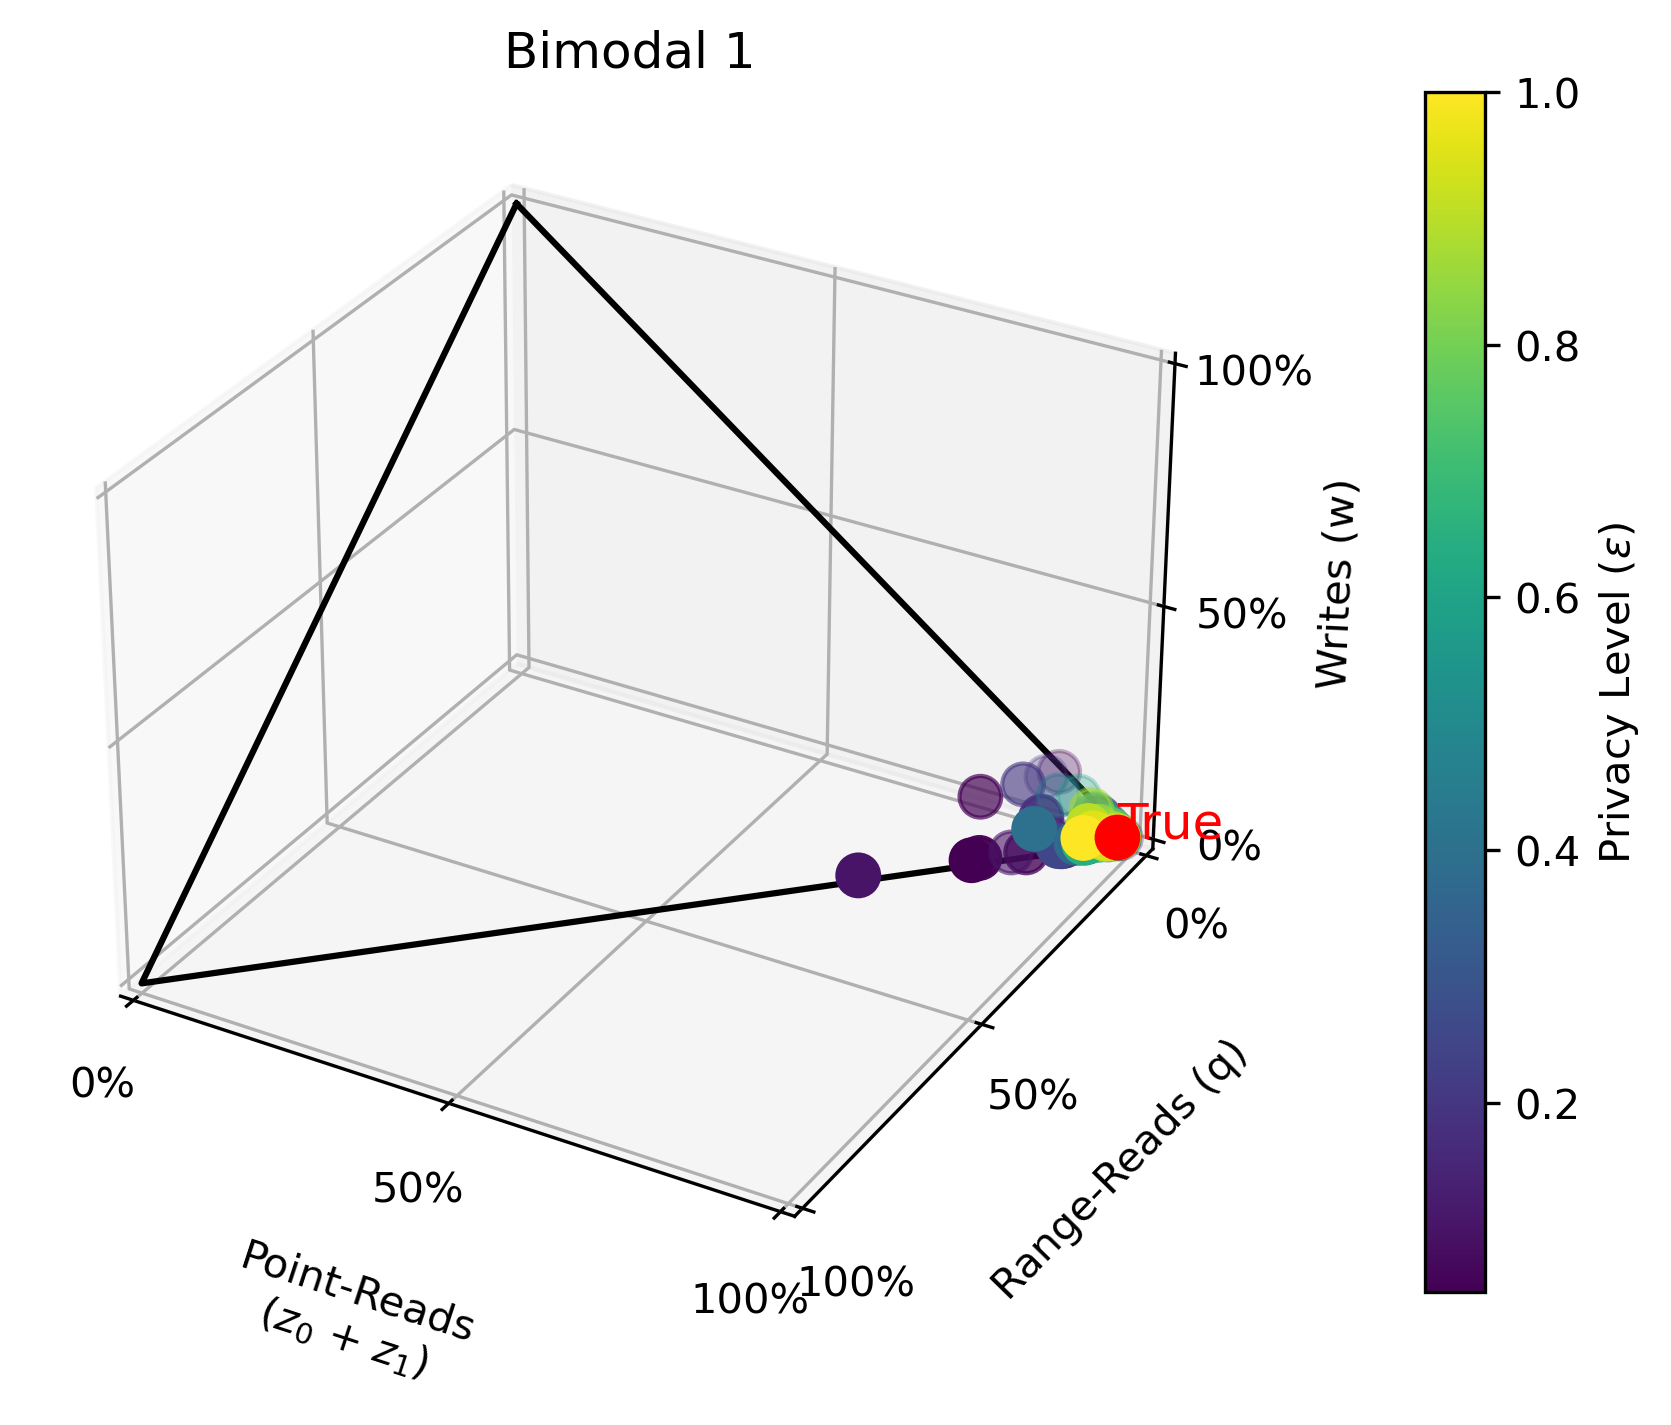 Bimodal 1
1.0
0.8
0.6
0.4
0.2
Privacy Level (ε)
100%
50%
0%
Writes (w)
True
0%
50%
100%
Range-Reads (q)
0%
50%
100%
Point-Reads
(z₀ + z₁)